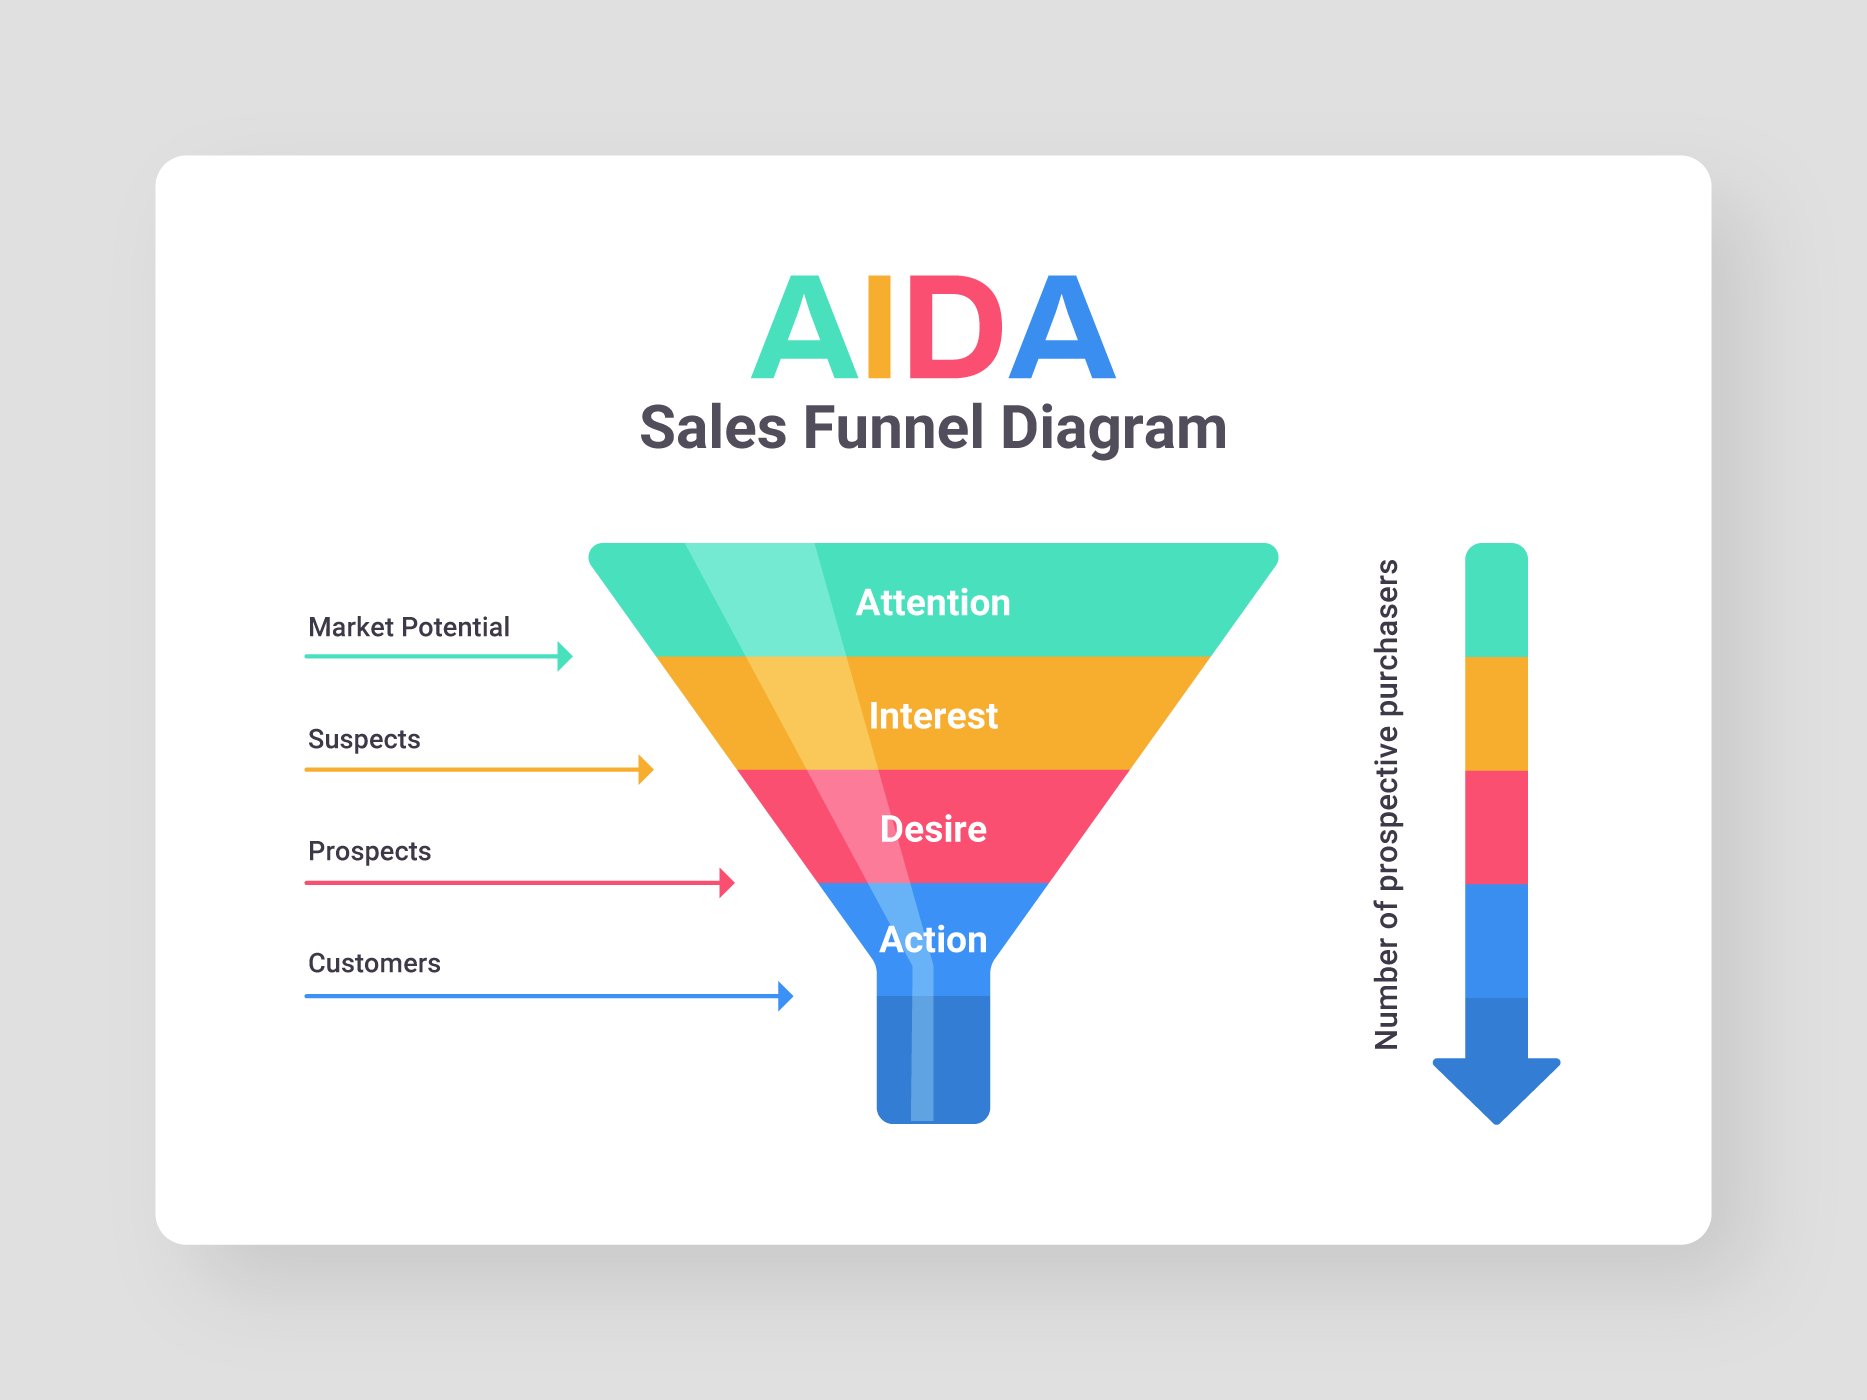 AIDA
Sales Funnel Diagram
Market Potential
Suspects
Prospects
Customers
Attention
Interest
Desire
Action
Number of prospective purchasers